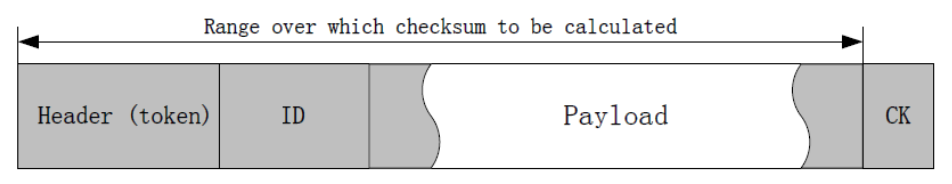 Range over which checksum to be calculated
Header (token) ID Payload CK